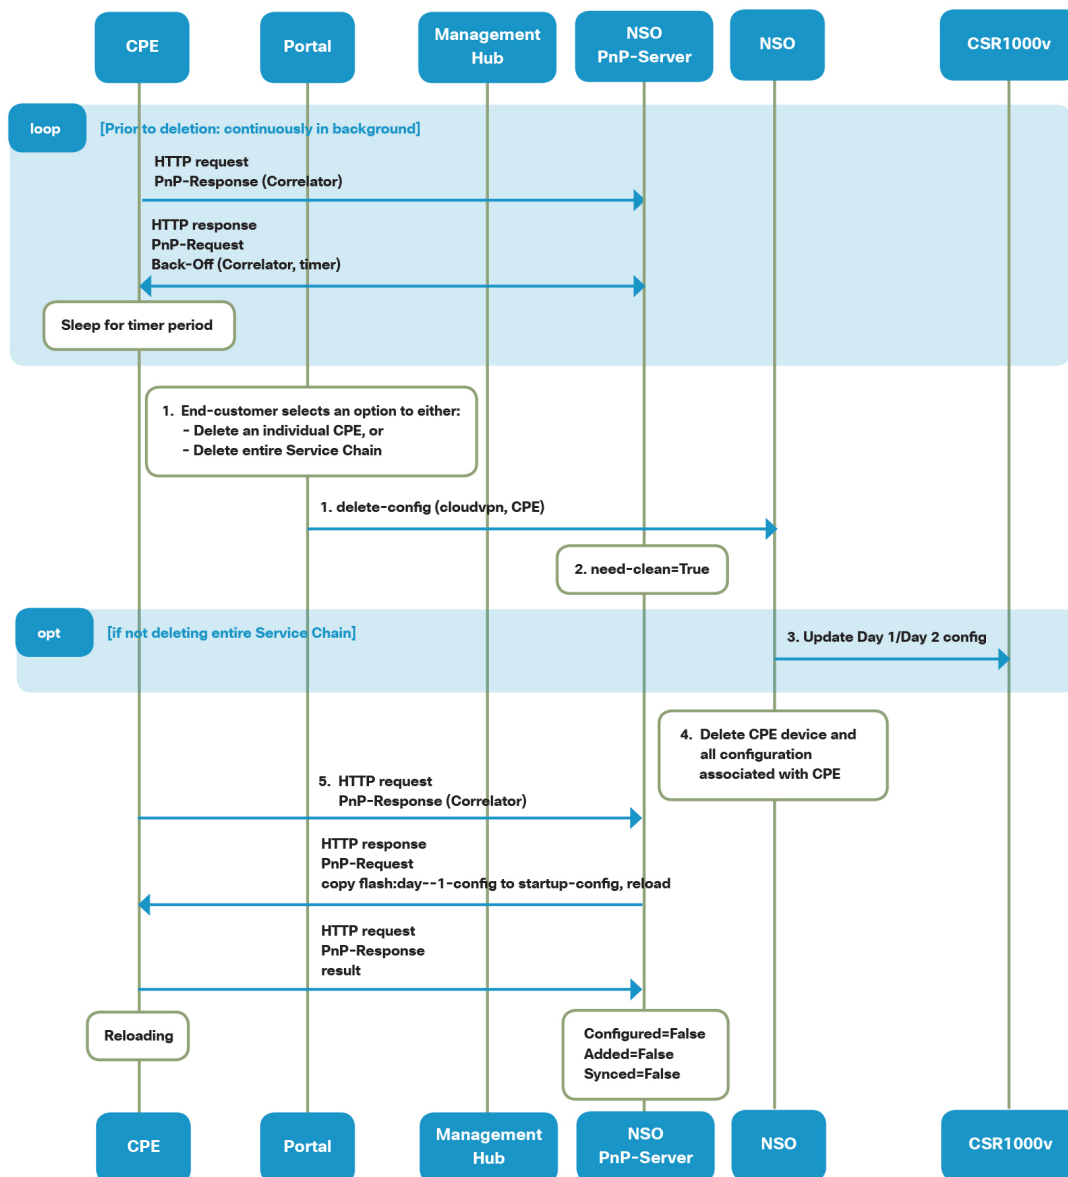 CPE
Portal
Management
Hub
NSO
PnP-Server
NSO
CSR1000v
loop
[Prior to deletion: continuously in background]
HTTP request
PnP-Response (Correlator)
HTTP response
PnP-Request
Back-Off (Correlator, timer)
Sleep for timer period
1. End-customer selects an option to either:
- Delete an individual CPE, or
- Delete entire Service Chain
1. delete-config (cloudvpn, CPE)
2. need-clean=True
opt
[if not deleting entire Service Chain]
3. Update Day 1/Day 2 config
4. Delete CPE device and
all configuration
associated with CPE
5. HTTP request
PnP-Response (Correlator)
HTTP response
PnP-Request
copy flash:day--1-config to startup-config, reload
HTTP request
PnP-Response
result
Reloading
Configured=False
Added=False
Synced=False
CPE
Portal
Management
Hub
NSO
PnP-Server
NSO
CSR1000v